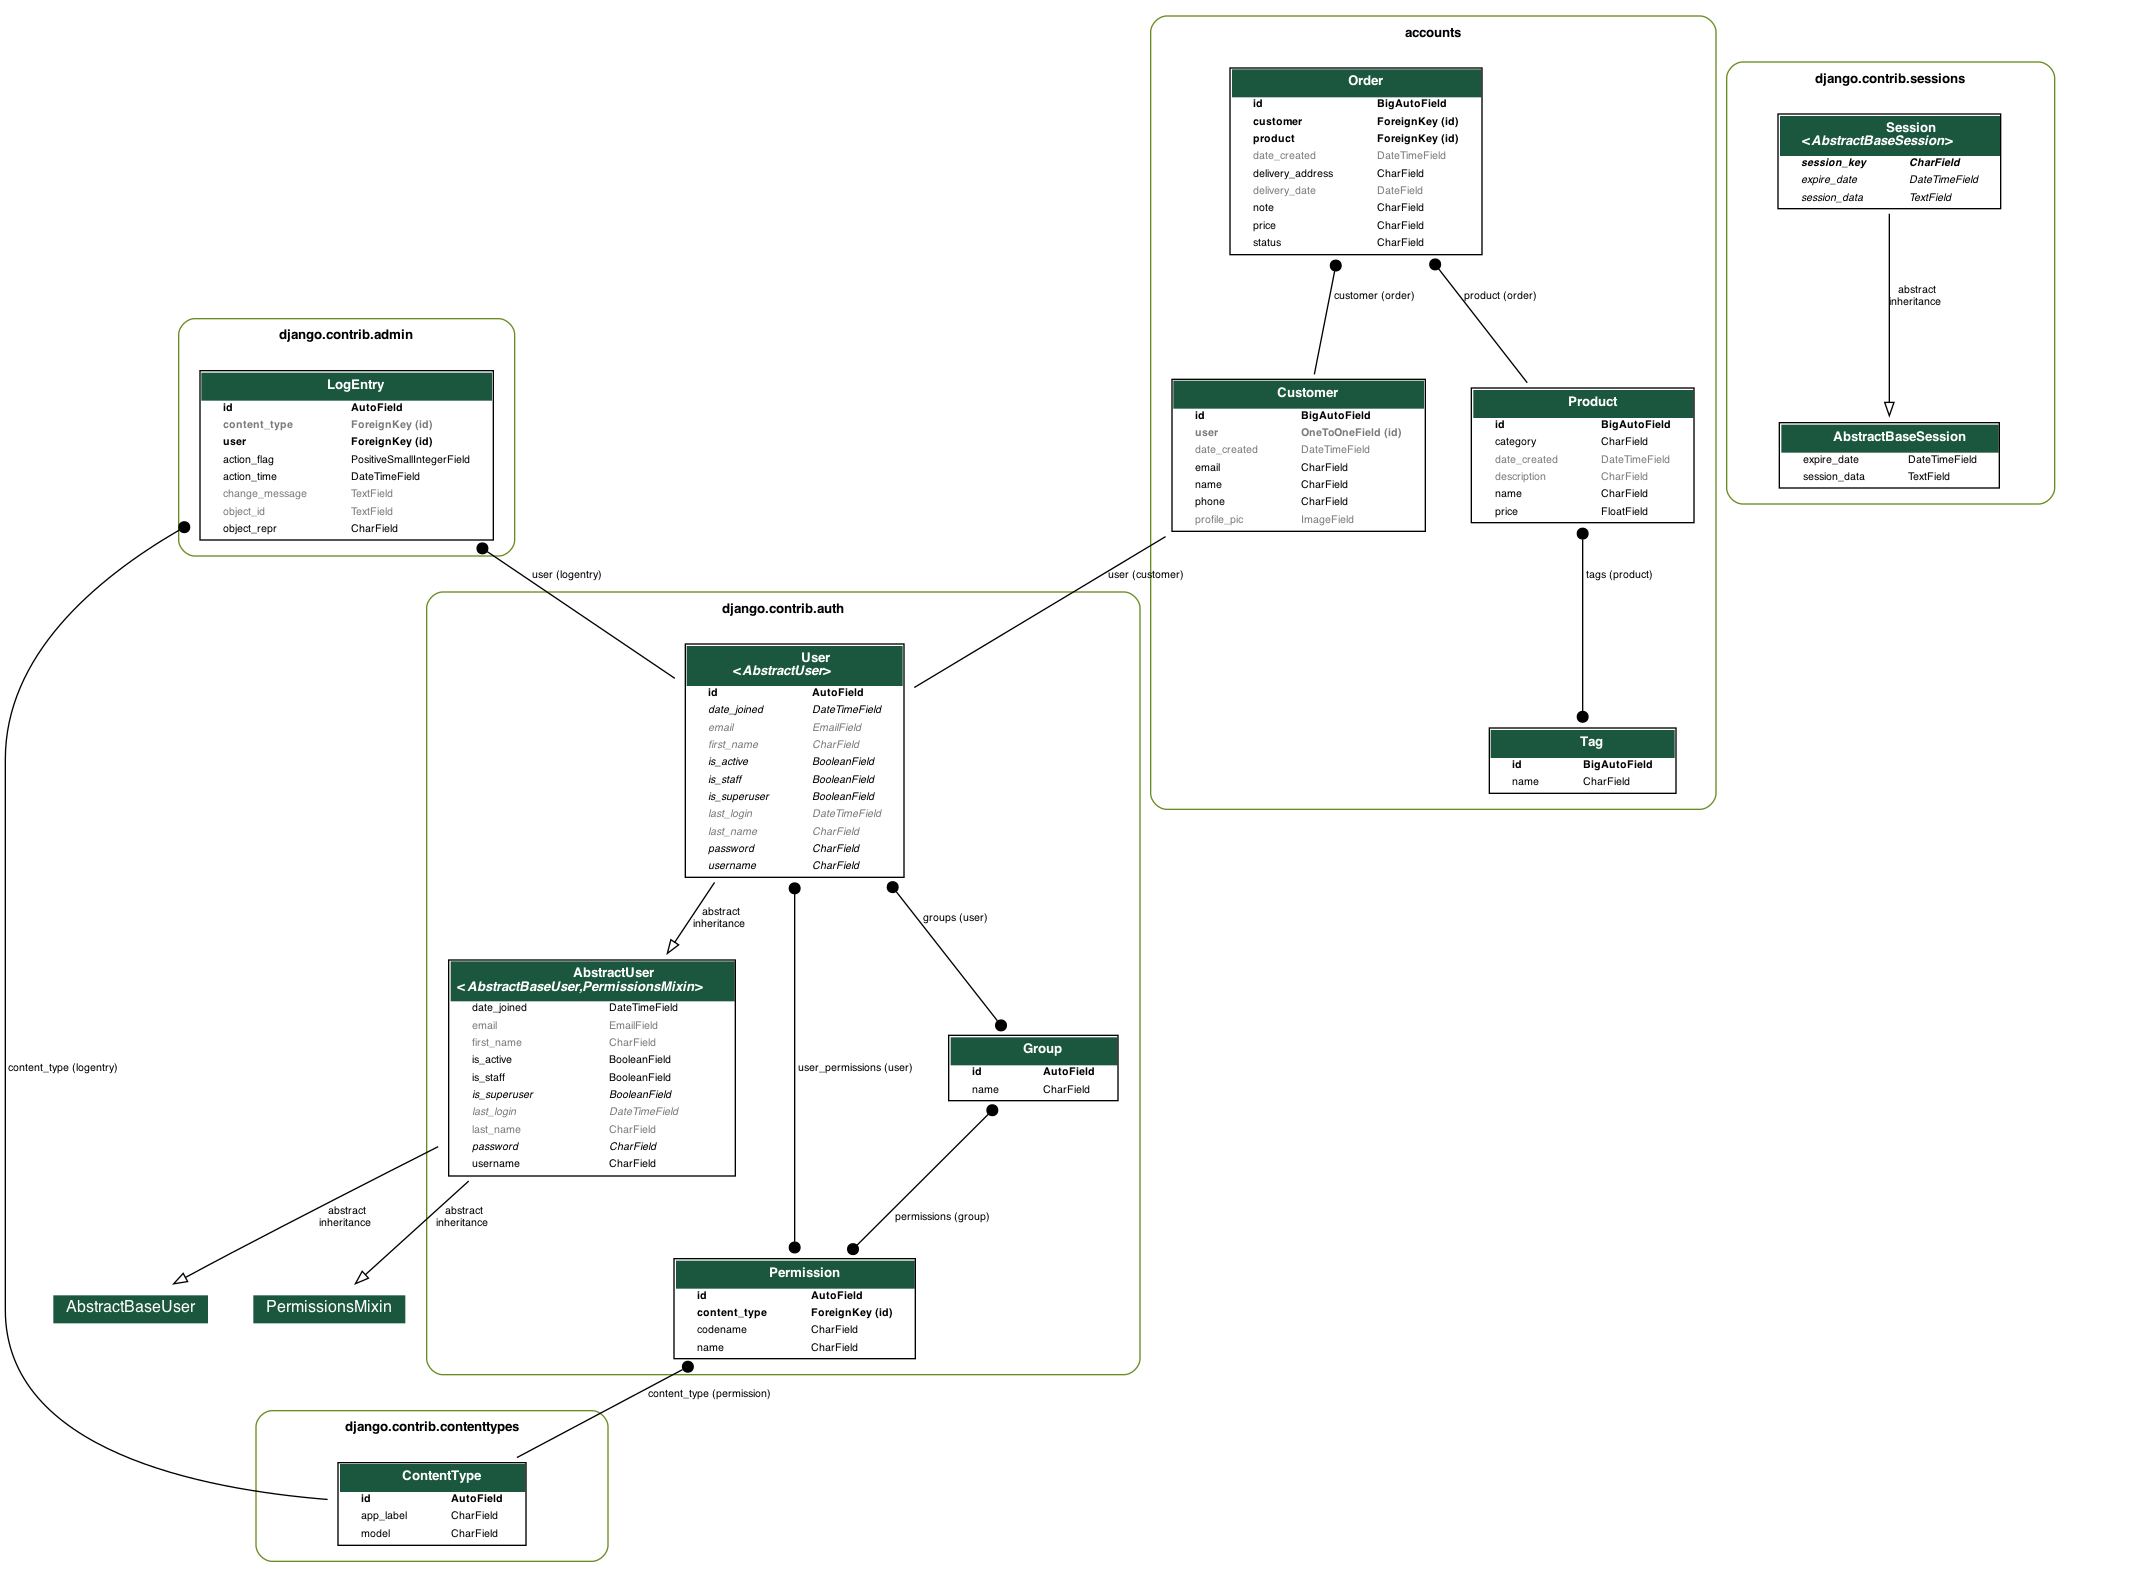 accounts
Order
id BigAutoField
customer ForeignKey (id)
product ForeignKey (id)
date_created DateTimeField
delivery_address CharField
delivery_date DateField
note CharField
price CharField
status CharField
customer (order)
product (order)
Customer
id BigAutoField
user OneToOneField (id)
date_created DateTimeField
email CharField
name CharField
phone CharField
profile_pic ImageField
Product
id BigAutoField
category CharField
date_created DateTimeField
description CharField
name CharField
price FloatField
tags (product)
Tag
id BigAutoField
name CharField
django.contrib.sessions
Session
<AbstractBaseSession>
session_key CharField
expire_date DateTimeField
session_data TextField
abstract
inheritance
AbstractBaseSession
expire_date DateTimeField
session_data TextField
django.contrib.admin
LogEntry
id AutoField
content_type ForeignKey (id)
user ForeignKey (id)
action_flag PositiveSmallIntegerField
action_time DateTimeField
change_message TextField
object_id TextField
object_repr CharField
user (logentry)
user (customer)
django.contrib.auth
User
<AbstractUser>
id AutoField
date_joined DateTimeField
email EmailField
first_name CharField
is_active BooleanField
is_staff BooleanField
is_superuser BooleanField
last_login DateTimeField
last_name CharField
password CharField
username CharField
abstract
inheritance
groups (user)
AbstractUser
<AbstractBaseUser,PermissionsMixin>
date_joined DateTimeField
email EmailField
first_name CharField
is_active BooleanField
is_staff BooleanField
is_superuser BooleanField
last_login DateTimeField
last_name CharField
password CharField
username CharField
content_type (logentry)
user_permissions (user)
Group
id AutoField
name CharField
abstract
inheritance
abstract
inheritance
permissions (group)
AbstractBaseUser
PermissionsMixin
Permission
id AutoField
content_type ForeignKey (id)
codename CharField
name CharField
content_type (permission)
django.contrib.contenttypes
ContentType
id AutoField
app_label CharField
model CharField